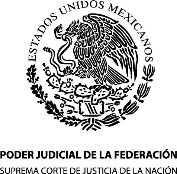 ESTADOS UNIDOS MEXICANOS
PODER JUDICIAL DE LA FEDERACIÓN
SUPREMA CORTE DE JUSTICIA DE LA NACIÓN